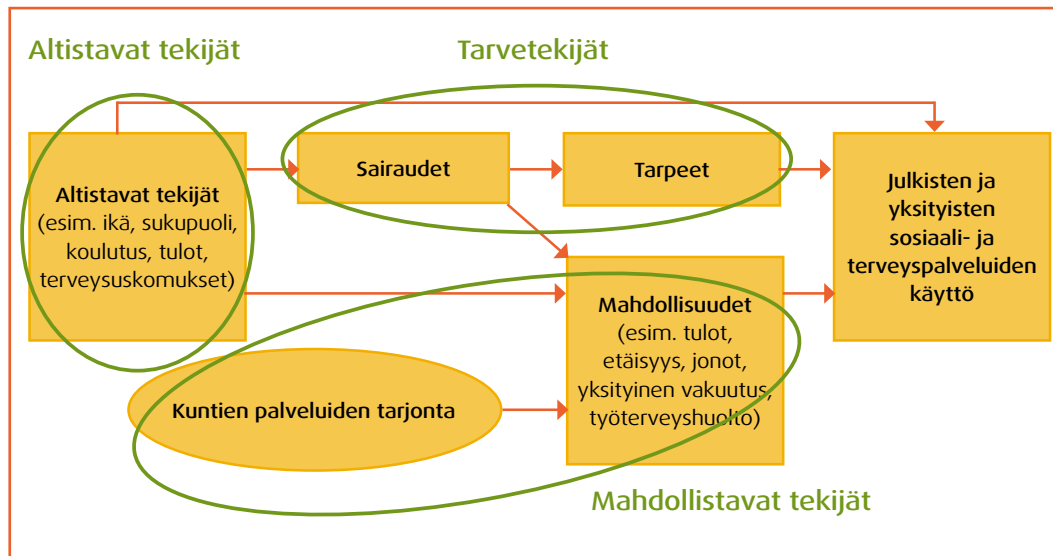 Altistavat tekijät
Tarvetekijät
Altistavat tekijät
(esim. ikä, sukupuoli,
koulutus, tulot,
terveysuskomukset)
Sairaudet
Tarpeet
Julkisten ja
yksityisten
sosiaali- ja
terveyspalveluiden
käyttö
Mahdollisuudet
(esim. tulot,
etäisyys, jonot,
yksityinen vakuutus,
työterveyshuolto)
Kuntien palveluiden tarjonta
Mahdollistavat tekijät